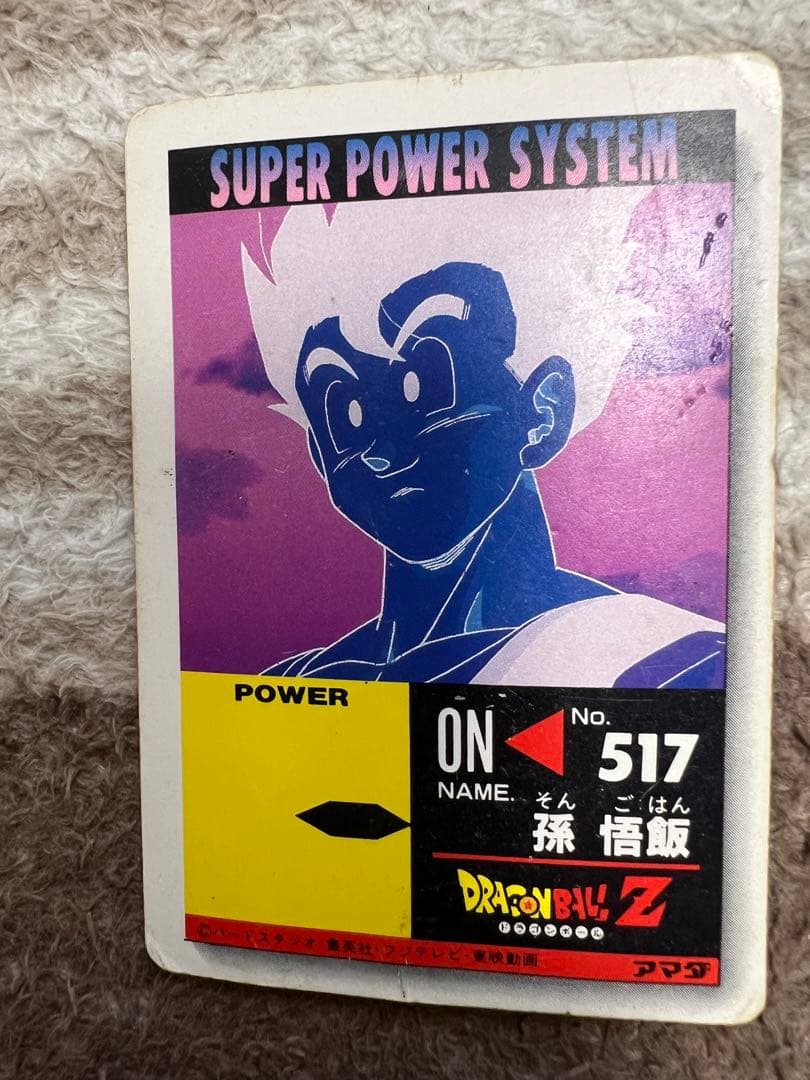 SUPER POWER SYSTEM
POWER
ON
No.
517
NAME.
そん ごはん
孫 悟飯
DRAGON BALL Z
ドラゴンボール
©バードスタジオ 集英社・フジテレビ・東映動画
アマダ